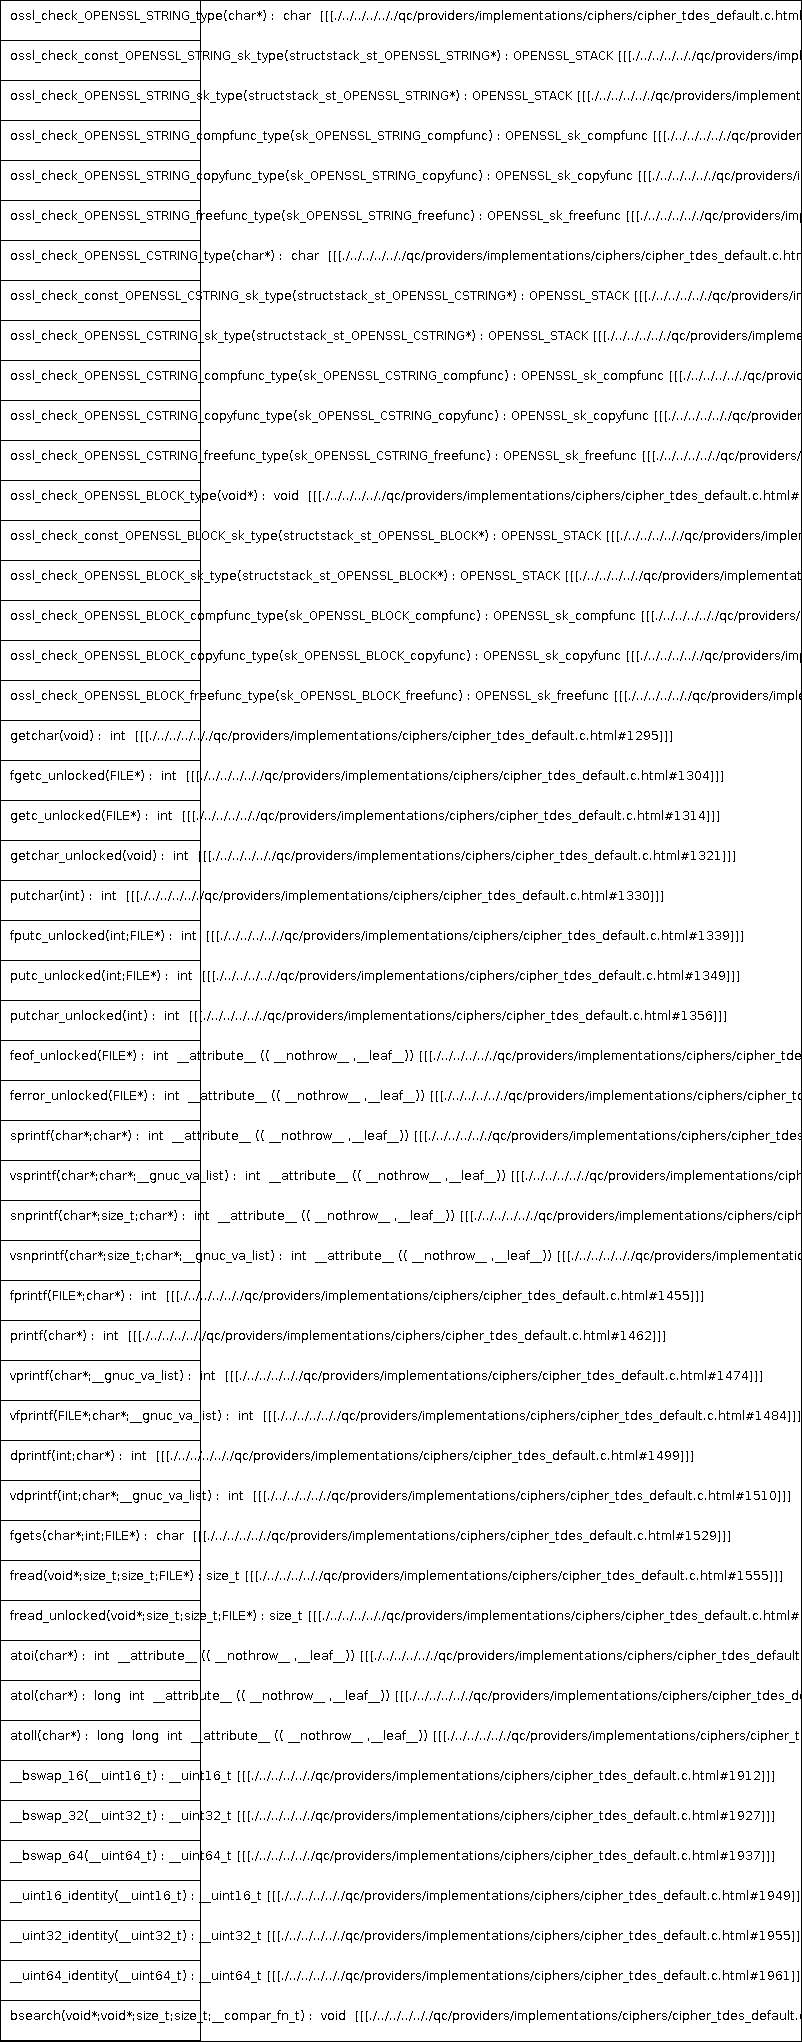 ossl_check_OPENSSL_STRING_type(char*) : char [[[./../../../../qc/providers/implementations/ciphers/cipher_tdes_default.c.html
ossl_check_const_OPENSSL_STRING_sk_type(structstack_st_OPENSSL_STRING*) : OPENSSL_STACK [[[./../../../../qc/providers/impl
ossl_check_OPENSSL_STRING_sk_type(structstack_st_OPENSSL_STRING*) : OPENSSL_STACK [[[./../../../../qc/providers/implement
ossl_check_OPENSSL_STRING_compfunc_type(sk_OPENSSL_STRING_compfunc) : OPENSSL_sk_compfunc [[[./../../../../qc/provider
ossl_check_OPENSSL_STRING_copyfunc_type(sk_OPENSSL_STRING_copyfunc) : OPENSSL_sk_copyfunc [[[./../../../../qc/providers/i
ossl_check_OPENSSL_STRING_freefunc_type(sk_OPENSSL_STRING_freefunc) : OPENSSL_sk_freefunc [[[./../../../../qc/providers/im
ossl_check_OPENSSL_CSTRING_type(char*) : char [[[./../../../../qc/providers/implementations/ciphers/cipher_tdes_default.c.htm
ossl_check_const_OPENSSL_CSTRING_sk_type(structstack_st_OPENSSL_CSTRING*) : OPENSSL_STACK [[[./../../../../qc/providers/i
ossl_check_OPENSSL_CSTRING_sk_type(structstack_st_OPENSSL_CSTRING*) : OPENSSL_STACK [[[./../../../../qc/providers/impleme
ossl_check_OPENSSL_CSTRING_compfunc_type(sk_OPENSSL_CSTRING_compfunc) : OPENSSL_sk_compfunc [[[./../../../../qc/provi
ossl_check_OPENSSL_CSTRING_copyfunc_type(sk_OPENSSL_CSTRING_copyfunc) : OPENSSL_sk_copyfunc [[[./../../../../qc/provider
ossl_check_OPENSSL_CSTRING_freefunc_type(sk_OPENSSL_CSTRING_freefunc) : OPENSSL_sk_freefunc [[[./../../../../qc/providers/
ossl_check_OPENSSL_BLOCK_type(void*) : void [[[./../../../../qc/providers/implementations/ciphers/cipher_tdes_default.c.html#
ossl_check_const_OPENSSL_BLOCK_sk_type(structstack_st_OPENSSL_BLOCK*) : OPENSSL_STACK [[[./../../../../qc/providers/implem
ossl_check_OPENSSL_BLOCK_sk_type(structstack_st_OPENSSL_BLOCK*) : OPENSSL_STACK [[[./../../../../qc/providers/implementat
ossl_check_OPENSSL_BLOCK_compfunc_type(sk_OPENSSL_BLOCK_compfunc) : OPENSSL_sk_compfunc [[[./../../../../qc/providers/
ossl_check_OPENSSL_BLOCK_copyfunc_type(sk_OPENSSL_BLOCK_copyfunc) : OPENSSL_sk_copyfunc [[[./../../../../qc/providers/im
ossl_check_OPENSSL_BLOCK_freefunc_type(sk_OPENSSL_BLOCK_freefunc) : OPENSSL_sk_freefunc [[[./../../../../qc/providers/impl
getchar(void) : int [[[./../../../../qc/providers/implementations/ciphers/cipher_tdes_default.c.html#1295]]]
fgetc_unlocked(FILE*) : int [[[./../../../../qc/providers/implementations/ciphers/cipher_tdes_default.c.html#1304]]]
getc_unlocked(FILE*) : int [[[./../../../../qc/providers/implementations/ciphers/cipher_tdes_default.c.html#1314]]]
getchar_unlocked(void) : int [[[./../../../../qc/providers/implementations/ciphers/cipher_tdes_default.c.html#1321]]]
putchar(int) : int [[[./../../../../qc/providers/implementations/ciphers/cipher_tdes_default.c.html#1330]]]
fputc_unlocked(int;FILE*) : int [[[./../../../../qc/providers/implementations/ciphers/cipher_tdes_default.c.html#1339]]]
putc_unlocked(int;FILE*) : int [[[./../../../../qc/providers/implementations/ciphers/cipher_tdes_default.c.html#1349]]]
putchar_unlocked(int) : int [[[./../../../../qc/providers/implementations/ciphers/cipher_tdes_default.c.html#1356]]]
feof_unlocked(FILE*) : int __attribute__ (( __nothrow__ ,__leaf__)) [[[./../../../../qc/providers/implementations/ciphers/cipher_tde
ferror_unlocked(FILE*) : int __attribute__ (( __nothrow__ ,__leaf__)) [[[./../../../../qc/providers/implementations/ciphers/cipher_td
sprintf(char*;char*) : int __attribute__ (( __nothrow__ ,__leaf__)) [[[./../../../../qc/providers/implementations/ciphers/cipher_tdes
vsprintf(char*;char*;__gnuc_va_list) : int __attribute__ (( __nothrow__ ,__leaf__)) [[[./../../../../qc/providers/implementations/ciph
snprintf(char*;size_t;char*) : int __attribute__ (( __nothrow__ ,__leaf__)) [[[./../../../../qc/providers/implementations/ciphers/ciph
vsnprintf(char*;size_t;char*;__gnuc_va_list) : int __attribute__ (( __nothrow__ ,__leaf__)) [[[./../../../../qc/providers/implementatio
fprintf(FILE*;char*) : int [[[./../../../../qc/providers/implementations/ciphers/cipher_tdes_default.c.html#1455]]]
printf(char*) : int [[[./../../../../qc/providers/implementations/ciphers/cipher_tdes_default.c.html#1462]]]
vprintf(char*;__gnuc_va_list) : int [[[./../../../../qc/providers/implementations/ciphers/cipher_tdes_default.c.html#1474]]]
vfprintf(FILE*;char*;__gnuc_va_list) : int [[[./../../../../qc/providers/implementations/ciphers/cipher_tdes_default.c.html#1484]]]
dprintf(int;char*) : int [[[./../../../../qc/providers/implementations/ciphers/cipher_tdes_default.c.html#1499]]]
vdprintf(int;char*;__gnuc_va_list) : int [[[./../../../../qc/providers/implementations/ciphers/cipher_tdes_default.c.html#1510]]]
fgets(char*;int;FILE*) : char [[[./../../../../qc/providers/implementations/ciphers/cipher_tdes_default.c.html#1529]]]
fread(void*;size_t;size_t;FILE*) : size_t [[[./../../../../qc/providers/implementations/ciphers/cipher_tdes_default.c.html#1555]]]
fread_unlocked(void*;size_t;size_t;FILE*) : size_t [[[./../../../../qc/providers/implementations/ciphers/cipher_tdes_default.c.html#
atoi(char*) : int __attribute__ (( __nothrow__ ,__leaf__)) [[[./../../../../qc/providers/implementations/ciphers/cipher_tdes_default
atol(char*) : long int __attribute__ (( __nothrow__ ,__leaf__)) [[[./../../../../qc/providers/implementations/ciphers/cipher_tdes_d
atoll(char*) : long long int __attribute__ (( __nothrow__ ,__leaf__)) [[[./../../../../qc/providers/implementations/ciphers/cipher_t
__bswap_16(__uint16_t) : __uint16_t [[[./../../../../qc/providers/implementations/ciphers/cipher_tdes_default.c.html#1912]]]
__bswap_32(__uint32_t) : __uint32_t [[[./../../../../qc/providers/implementations/ciphers/cipher_tdes_default.c.html#1927]]]
__bswap_64(__uint64_t) : __uint64_t [[[./../../../../qc/providers/implementations/ciphers/cipher_tdes_default.c.html#1937]]]
__uint16_identity(__uint16_t) : __uint16_t [[[./../../../../qc/providers/implementations/ciphers/cipher_tdes_default.c.html#1949]]
__uint32_identity(__uint32_t) : __uint32_t [[[./../../../../qc/providers/implementations/ciphers/cipher_tdes_default.c.html#1955]]
__uint64_identity(__uint64_t) : __uint64_t [[[./../../../../qc/providers/implementations/ciphers/cipher_tdes_default.c.html#1961]]
bsearch(void*;void*;size_t;size_t;__compar_fn_t) : void [[[./../../../../qc/providers/implementations/ciphers/cipher_tdes_default.